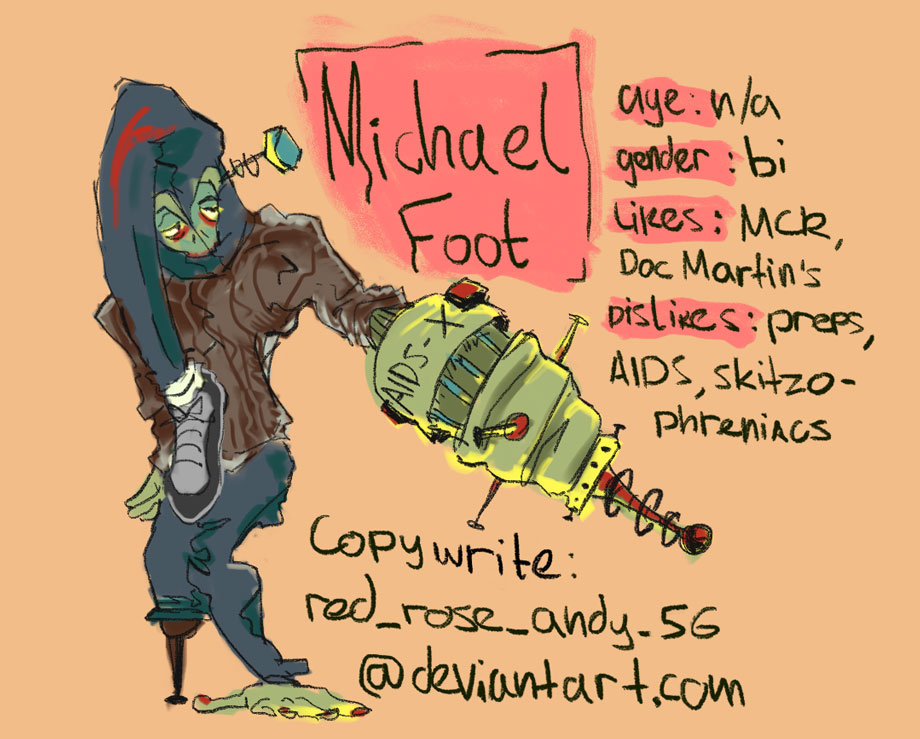 Michael
Foot
age: n/a
gender: bi
Likes: MCR,
Doc Martin's
Dislikes: preps,
AIDS, skitzo-
phreniacs
AIDS-X
Copywrite:
red_rose_andy_56
@deviantart.com